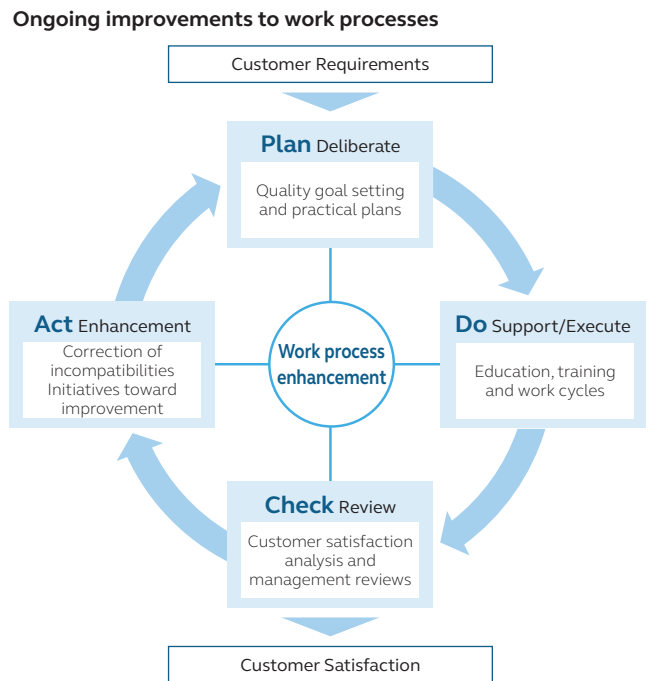 Ongoing improvements to work processes
Customer Requirements
Plan Deliberate
Quality goal setting
and practical plans
Act Enhancement
Correction of
incompatibilities
Initiatives toward
improvement
Work process
enhancement
Do Support/Execute
Education, training
and work cycles
Check Review
Customer satisfaction
analysis and
management reviews
Customer Satisfaction